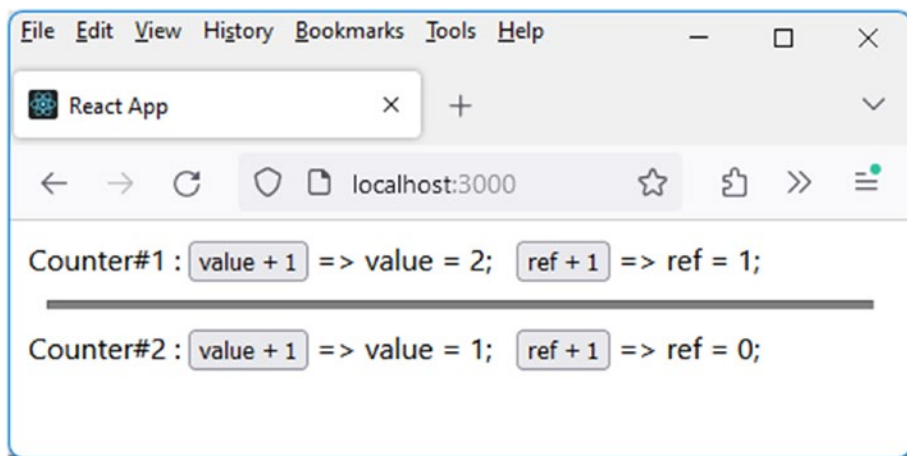 File Edit View History Bookmarks Tools Help
React App
localhost:3000
Counter#1 : value + 1 => value = 2; ref + 1 => ref = 1;
Counter#2 : value + 1 => value = 1; ref + 1 => ref = 0;